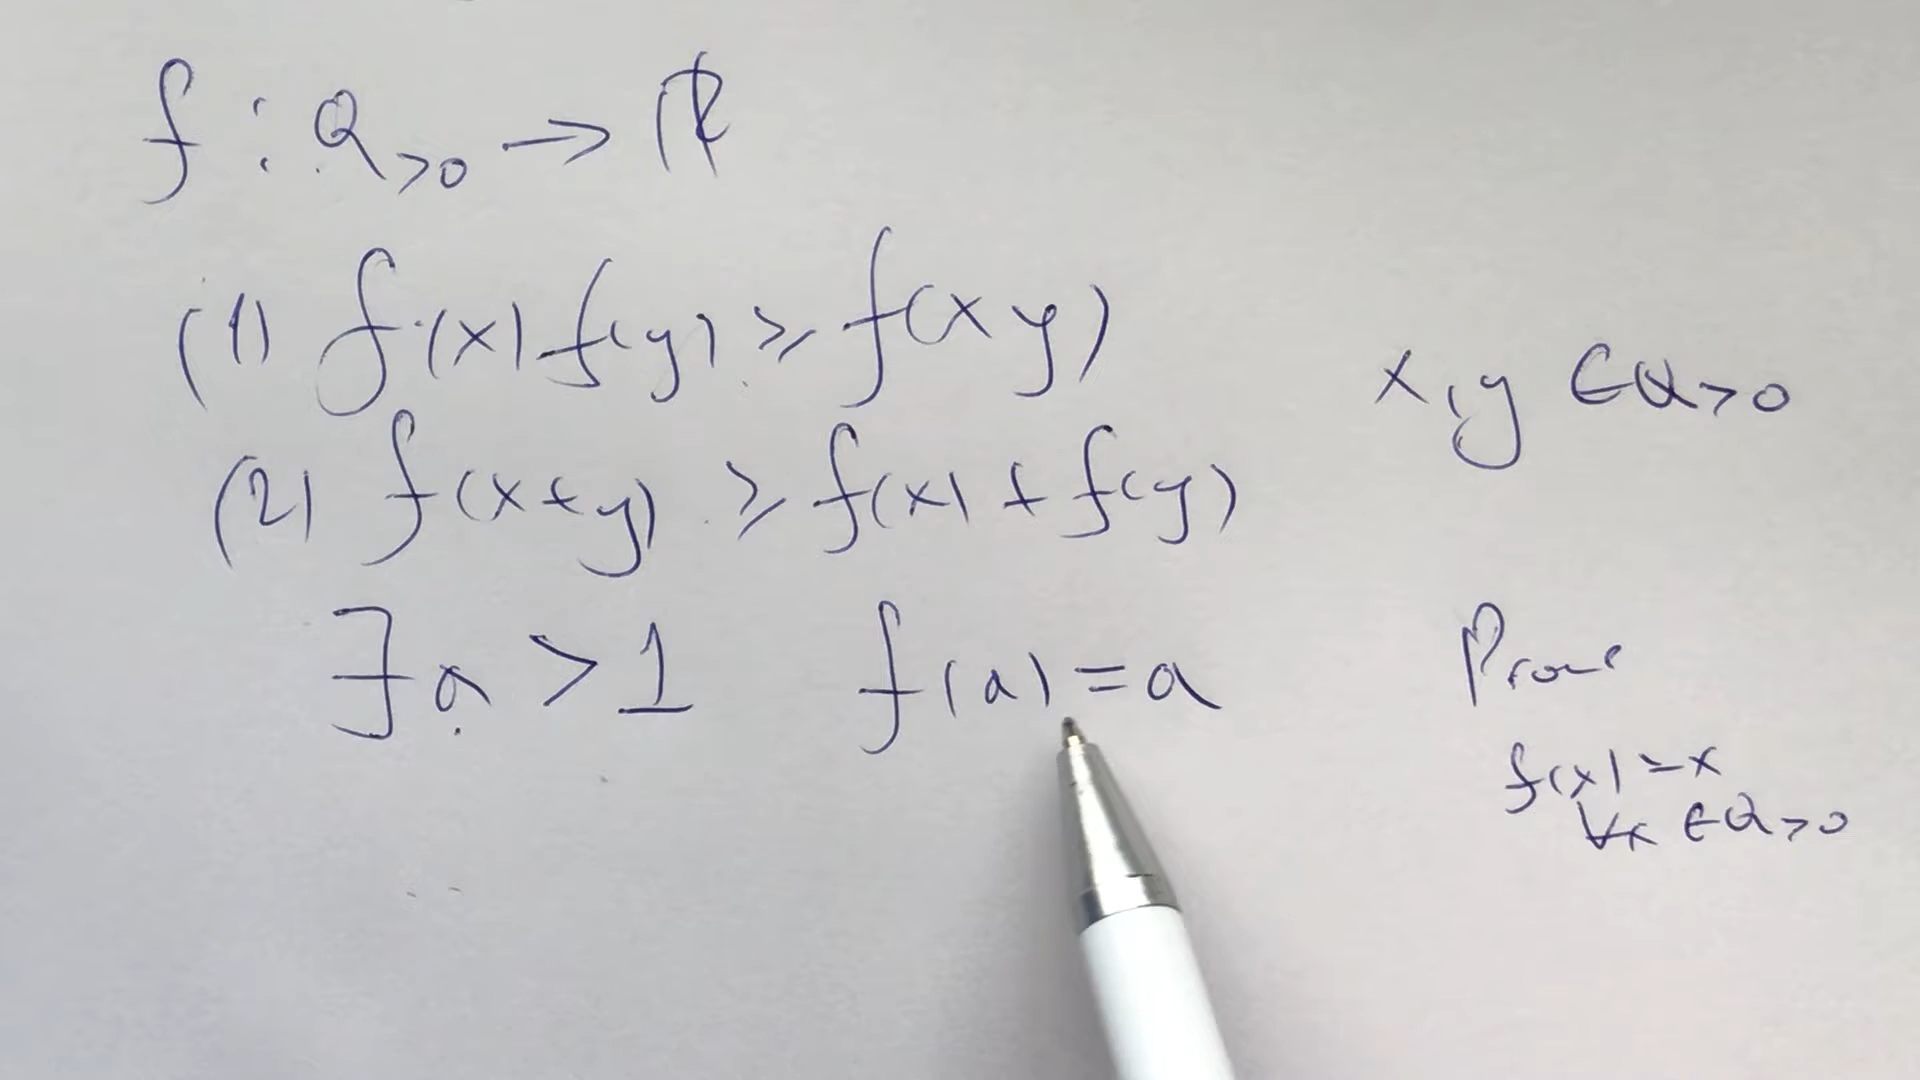 f : Q>0 → ℝ
(1) f(x) f(y) ≥ f(xy)
x, y ∈ Q>0
(2) f(x+y) ≥ f(x) + f(y)
∃ a > 1   f(a) = a
Prove
f(x) = x
∀x ∈ Q>0